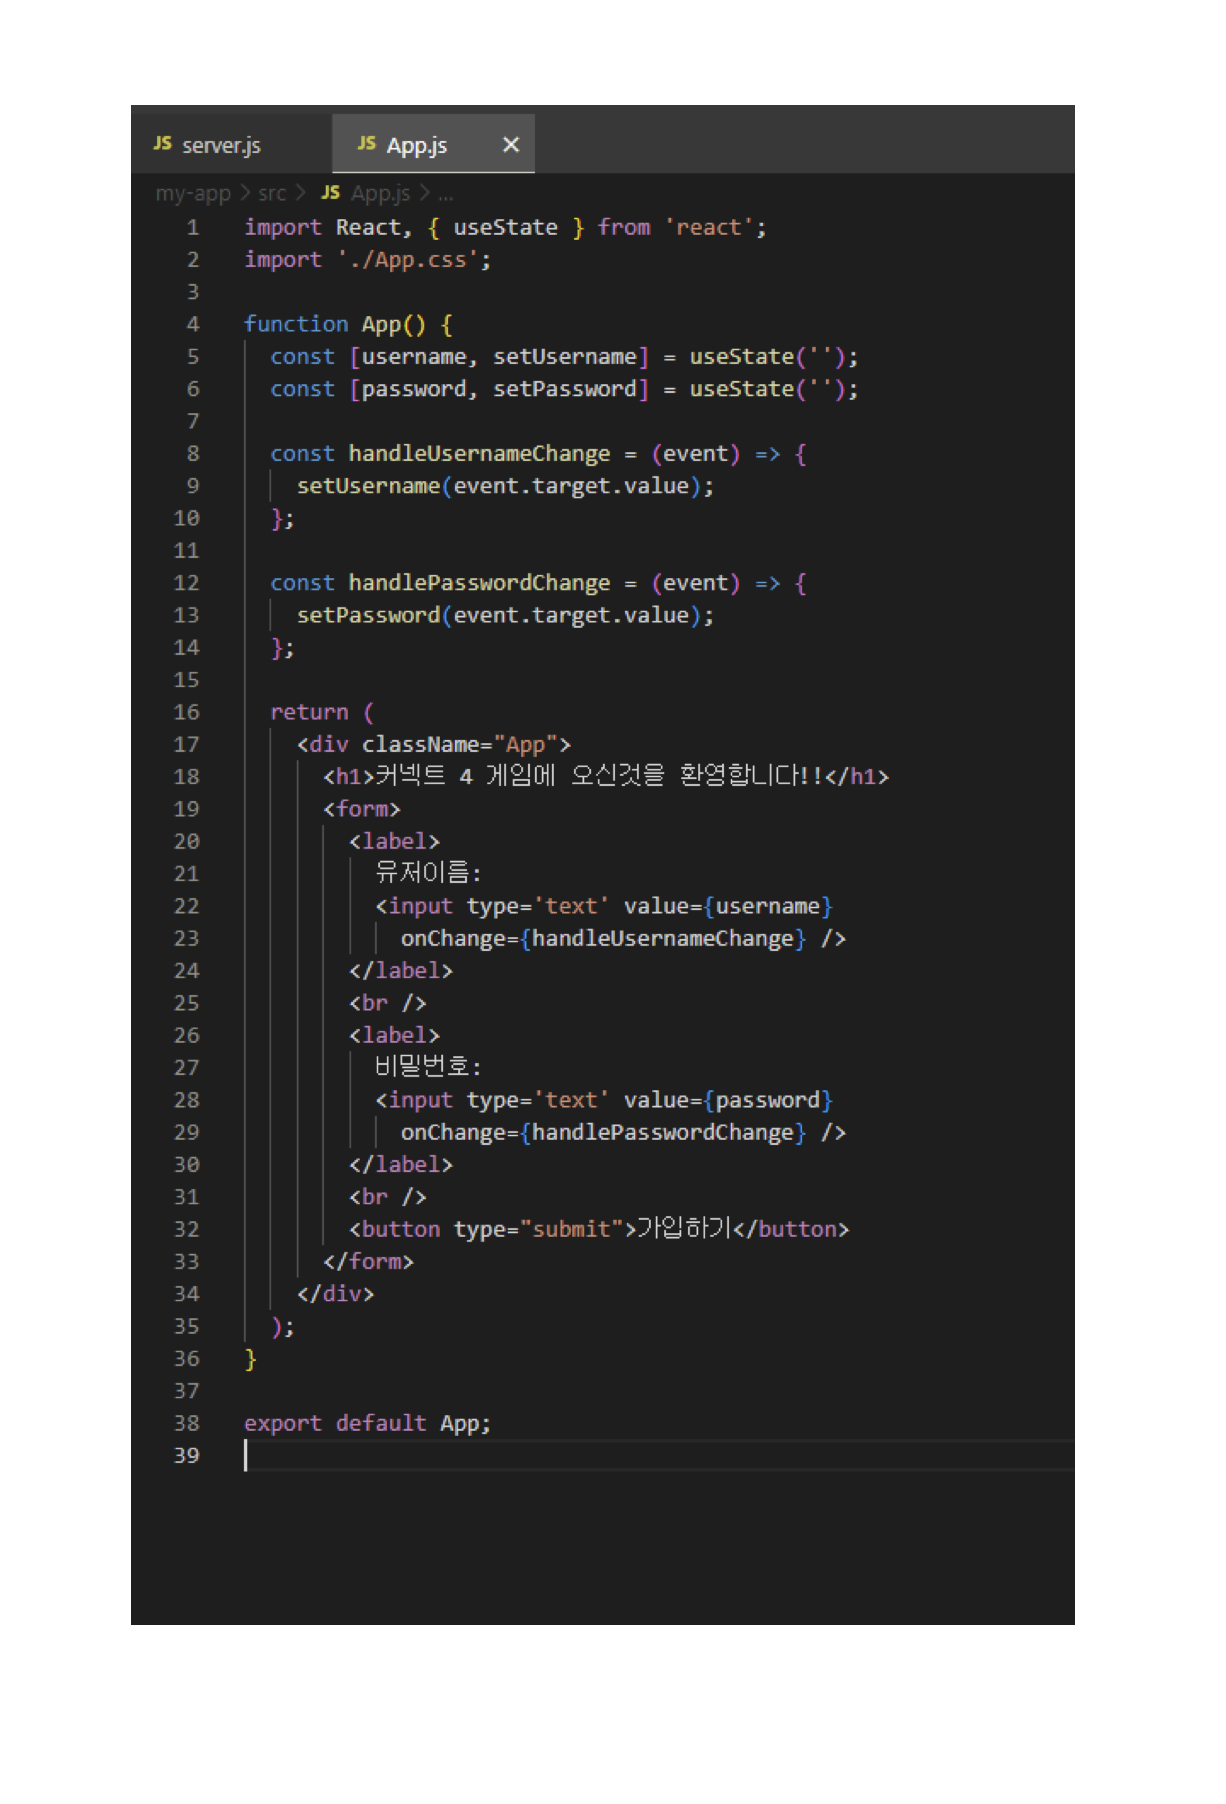 JS server.js JS App.js ×
my-app > src > JS App.js > ...
1 import React, { useState } from 'react';
2 import './App.css';
3
4 function App() {
5   const [username, setUsername] = useState('');
6   const [password, setPassword] = useState('');
7
8   const handleUsernameChange = (event) => {
9     setUsername(event.target.value);
10   };
11
12   const handlePasswordChange = (event) => {
13     setPassword(event.target.value);
14   };
15
16   return (
17     <div className="App">
18       <h1>커넥트 4 게임에 오신것을 환영합니다!!</h1>
19       <form>
20         <label>
21           유저이름:
22           <input type='text' value={username}
23             onChange={handleUsernameChange} />
24         </label>
25         <br />
26         <label>
27           비밀번호:
28           <input type='text' value={password}
29             onChange={handlePasswordChange} />
30         </label>
31         <br />
32         <button type="submit">가입하기</button>
33       </form>
34     </div>
35   );
36 }
37
38 export default App;
39